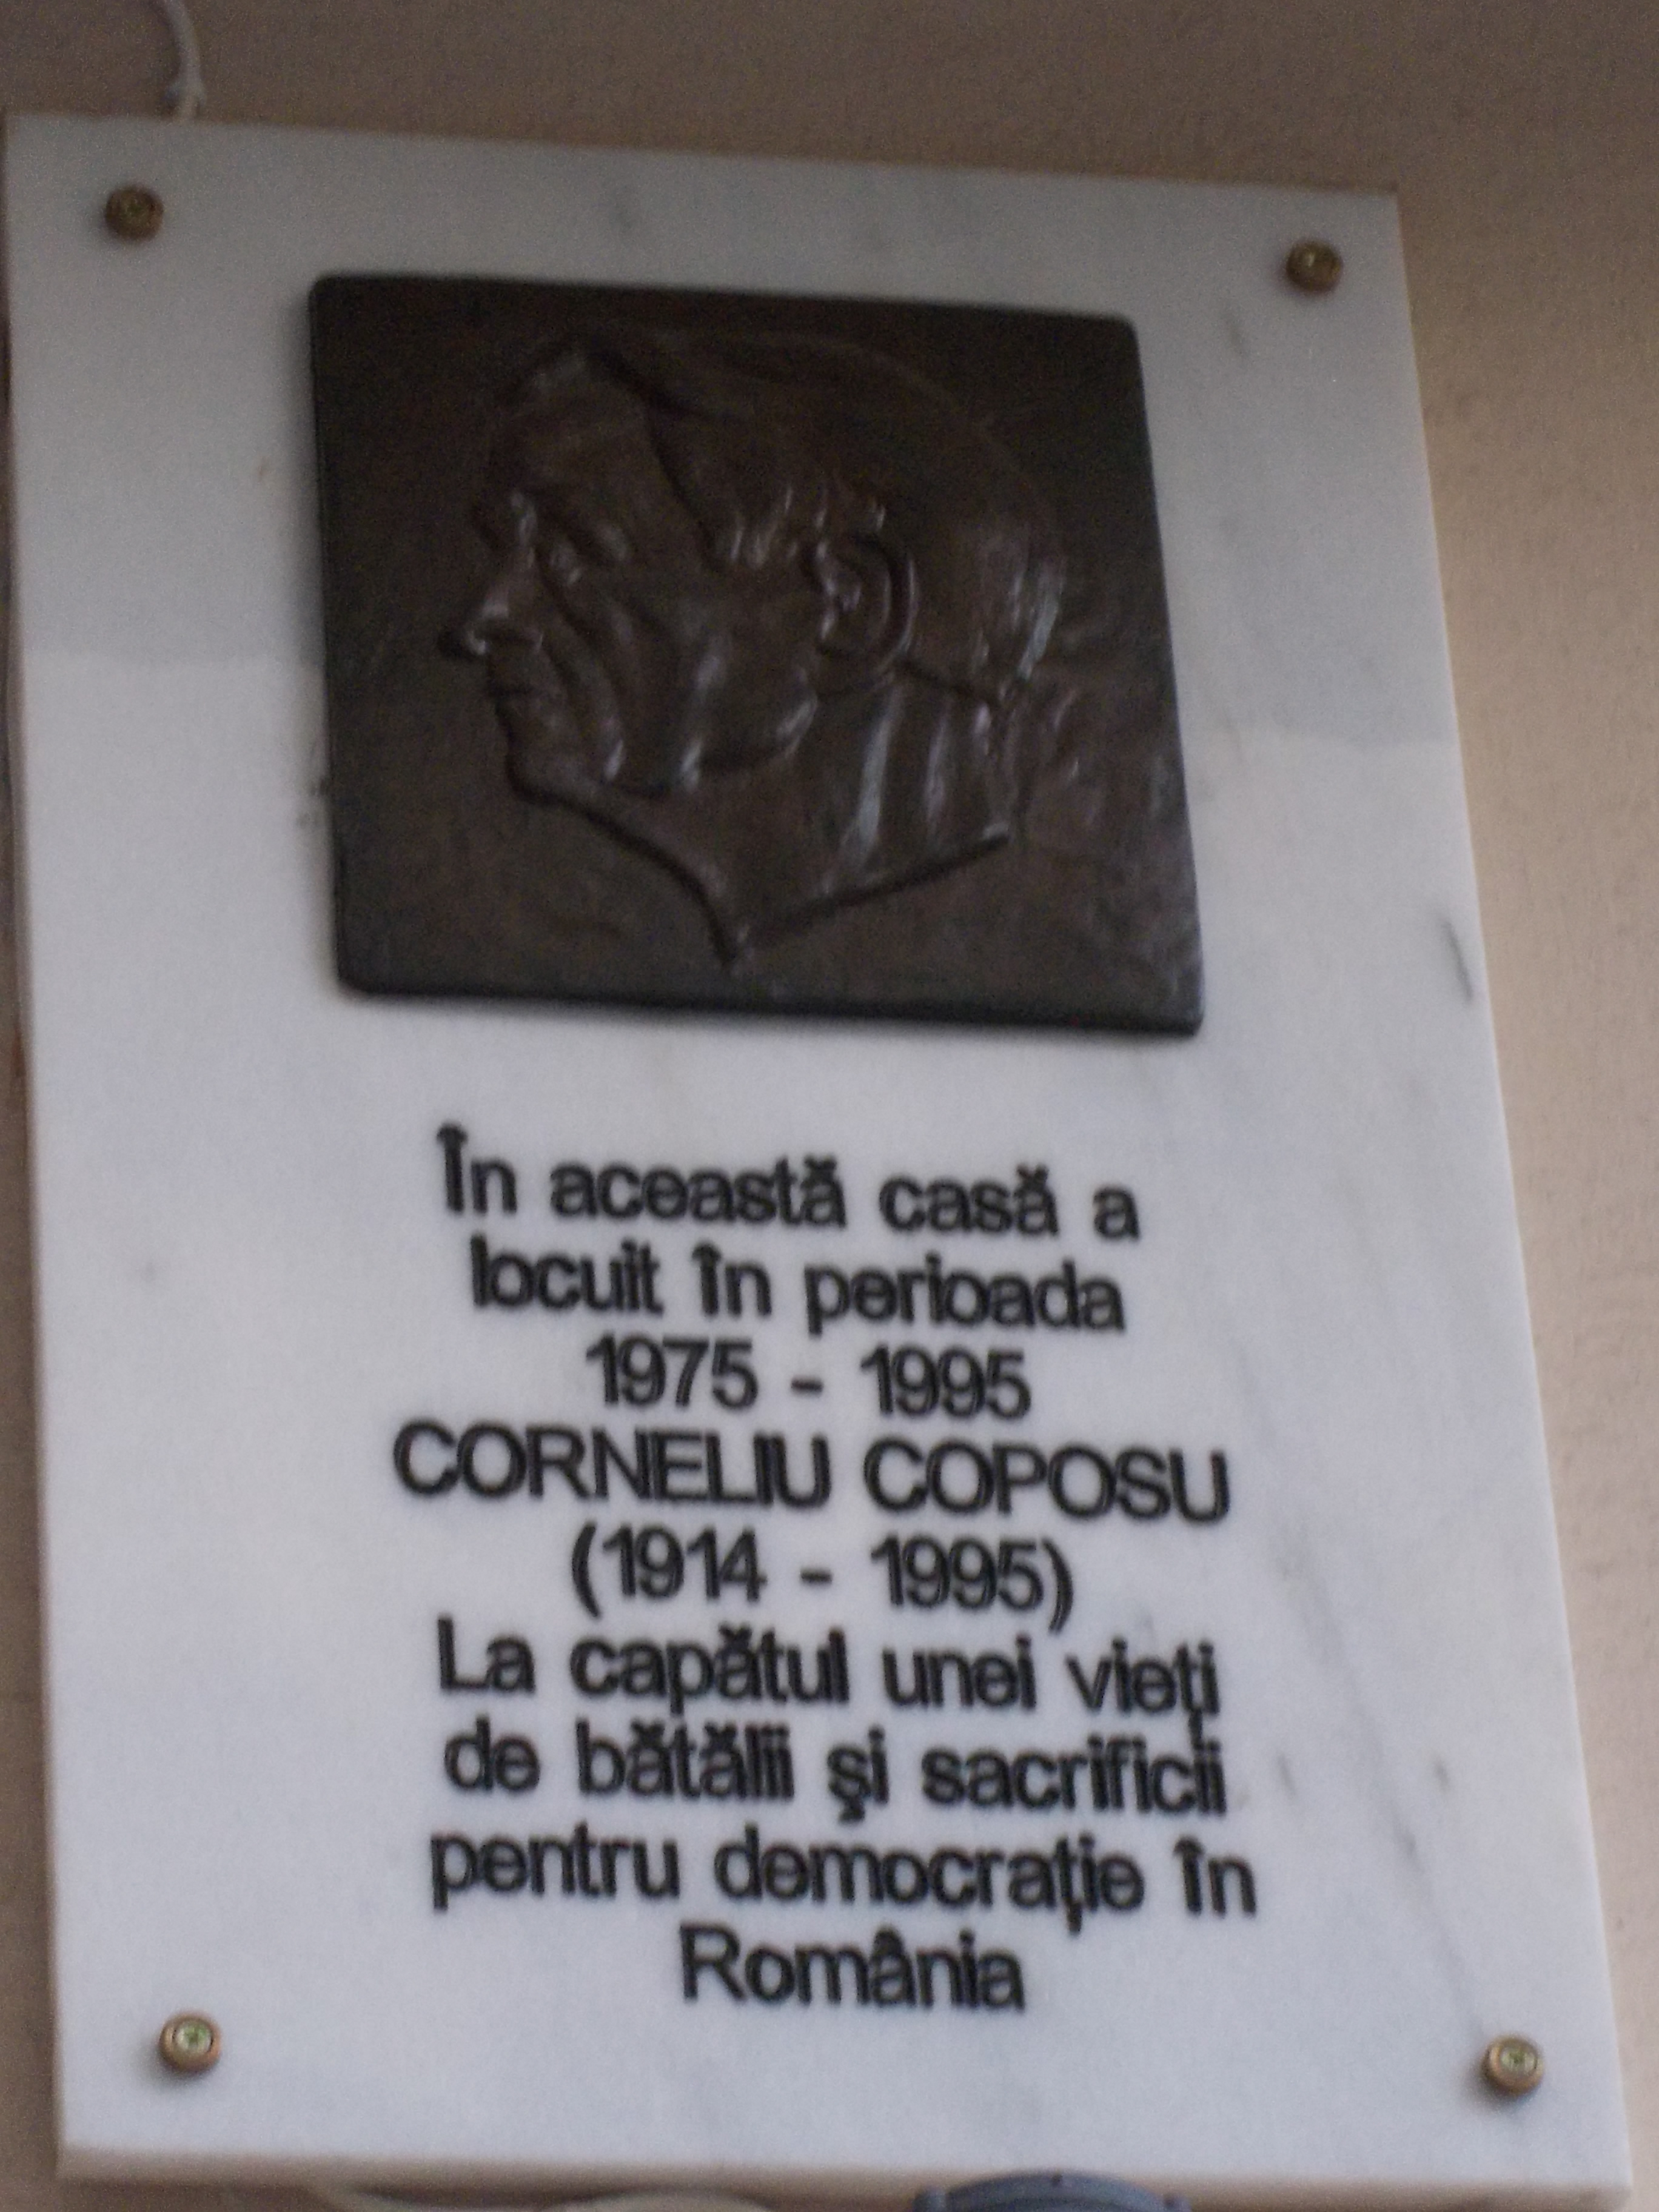 În această casă a
locuit în perioada
1975 - 1995
CORNELIU COPOSU
(1914 - 1995)
La capătul unei vieţi
de bătălii şi sacrificii
pentru democraţie în
România